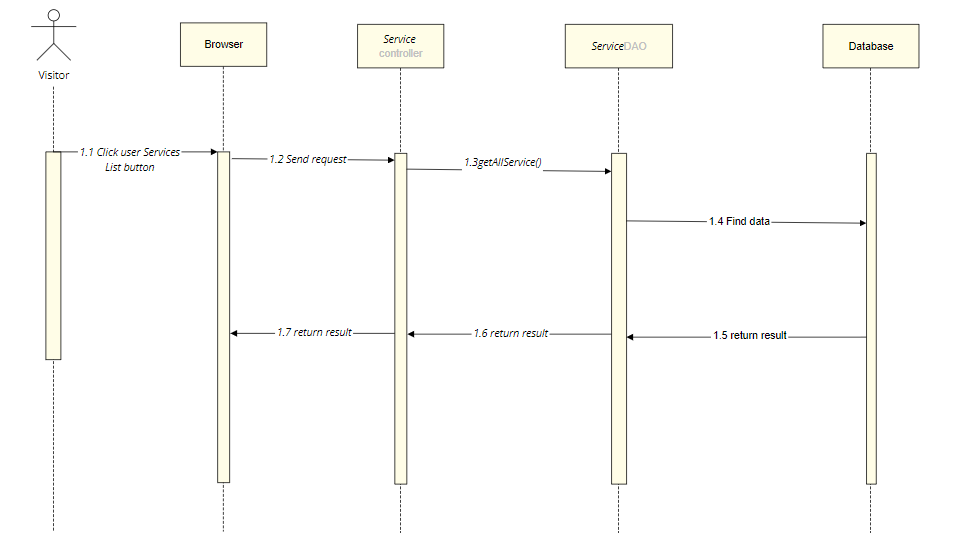 Visitor
Browser
Service
controller
ServiceDAO
Database
1.1 Click user Services
List button
1.2 Send request
1.3getAllService()
1.4 Find data
1.7 return result
1.6 return result
1.5 return result